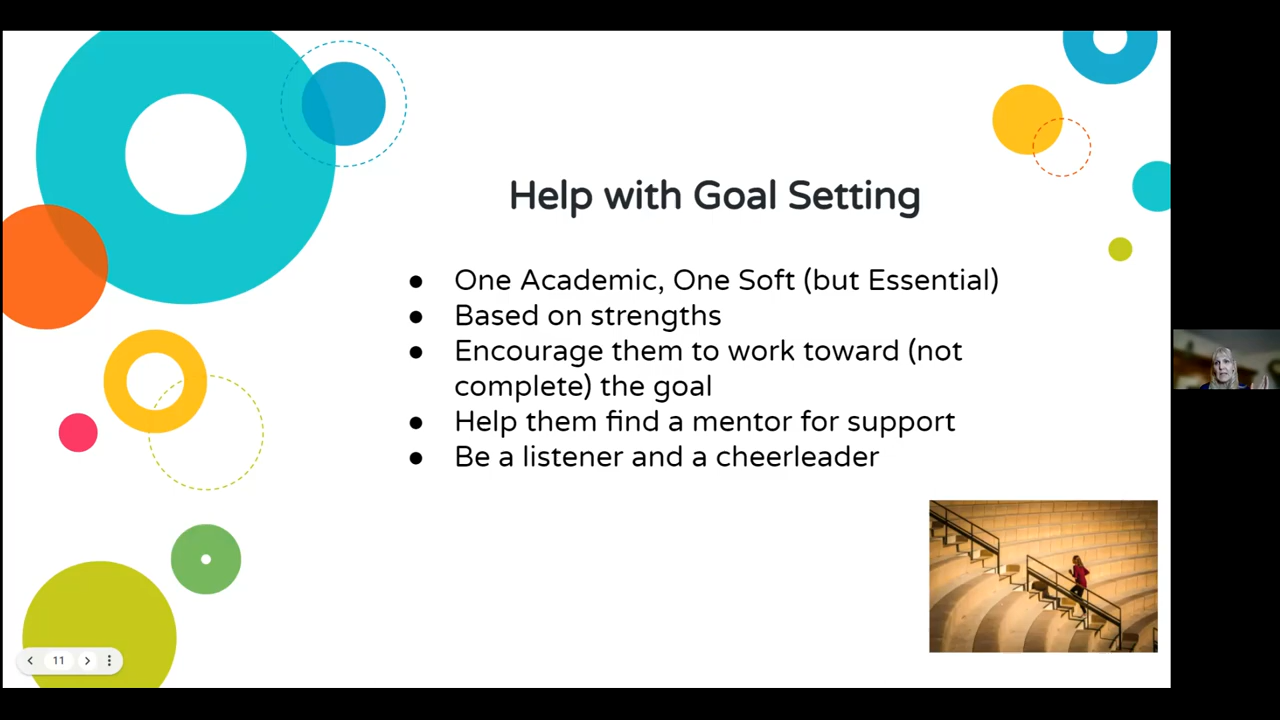 Help with Goal Setting
● One Academic, One Soft (but Essential)
● Based on strengths
● Encourage them to work toward (not
complete) the goal
● Help them find a mentor for support
● Be a listener and a cheerleader
11